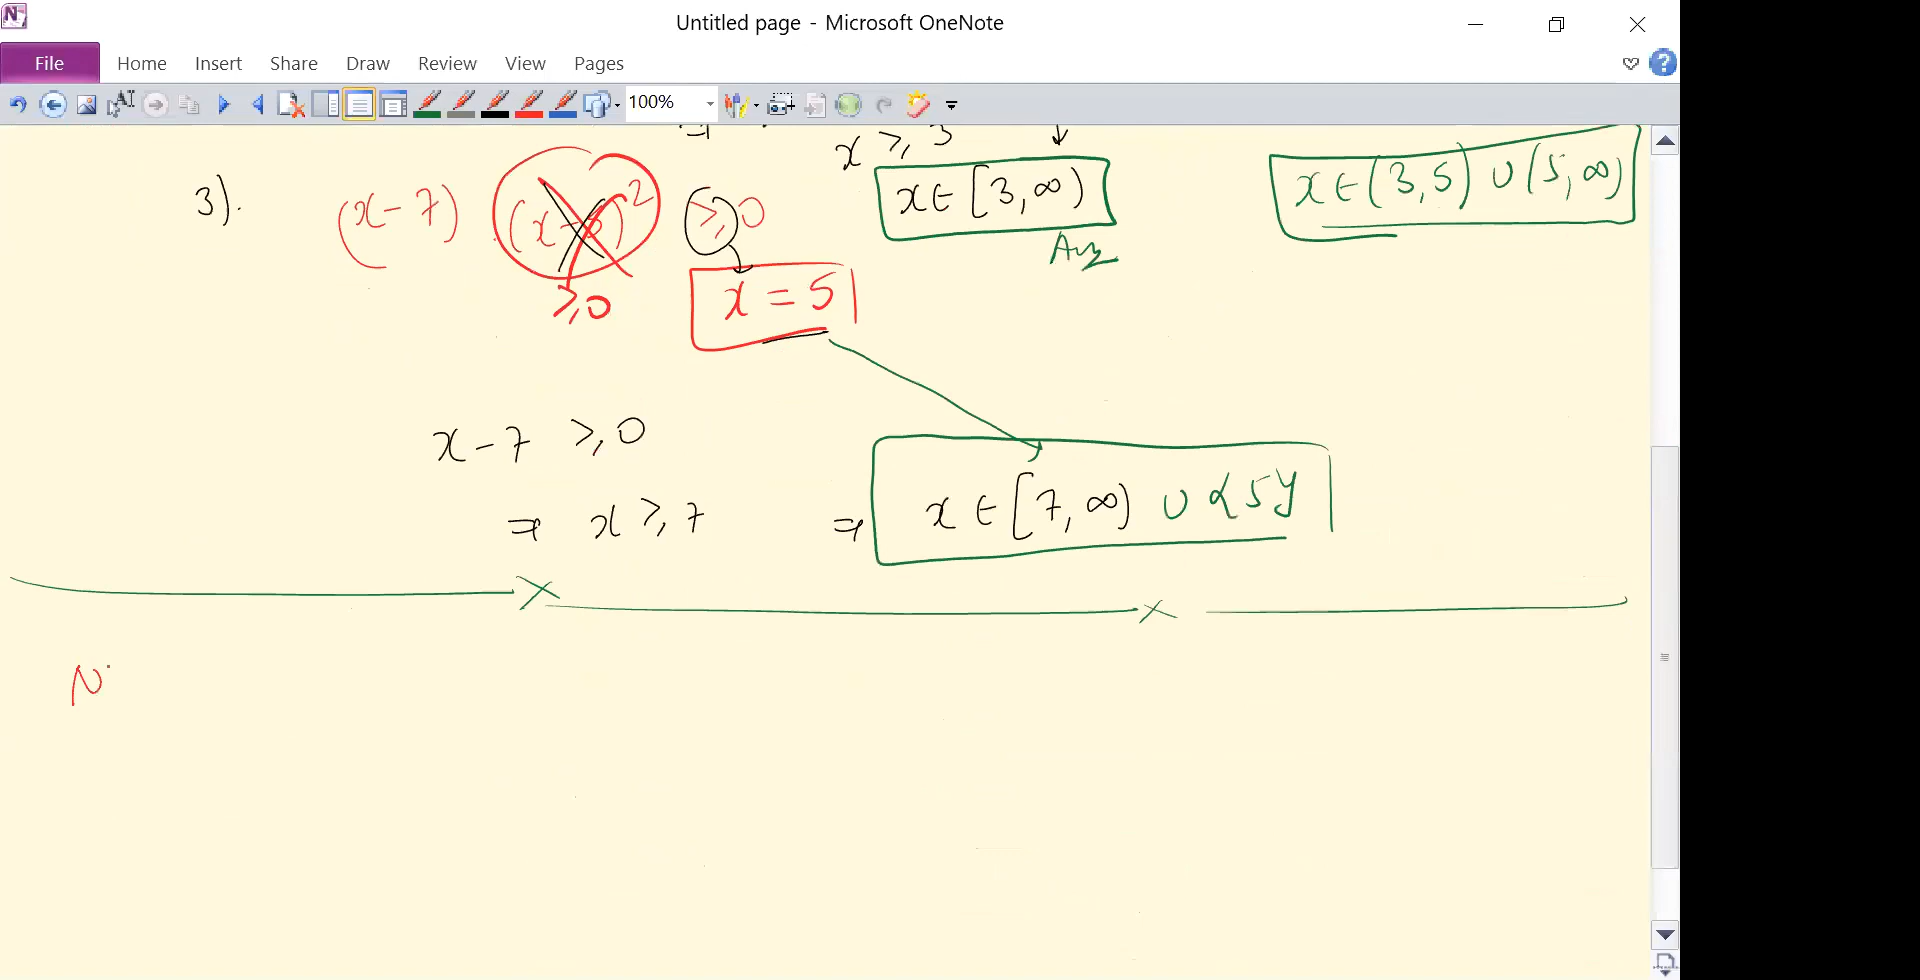 Untitled page - Microsoft OneNote
File Home Insert Share Draw Review View Pages
100%
x ≥ 3
3). (x-7) (x-5)² ≥ 0
x ∈ [3, ∞)
x ∈ (3, 5) ∪ (5, ∞)
Ans
≥ 0
x = 5
x - 7 ≥ 0
⇒ x ≥ 7 ⇒ x ∈ [7, ∞) ∪ {5}
N